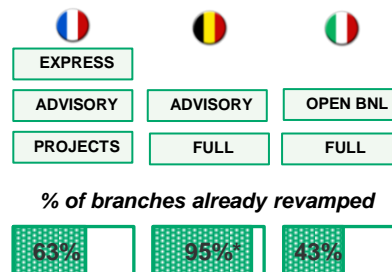 EXPRESS
ADVISORY ADVISORY OPEN BNL
PROJECTS FULL FULL
% of branches already revamped
63% 95%* 43%